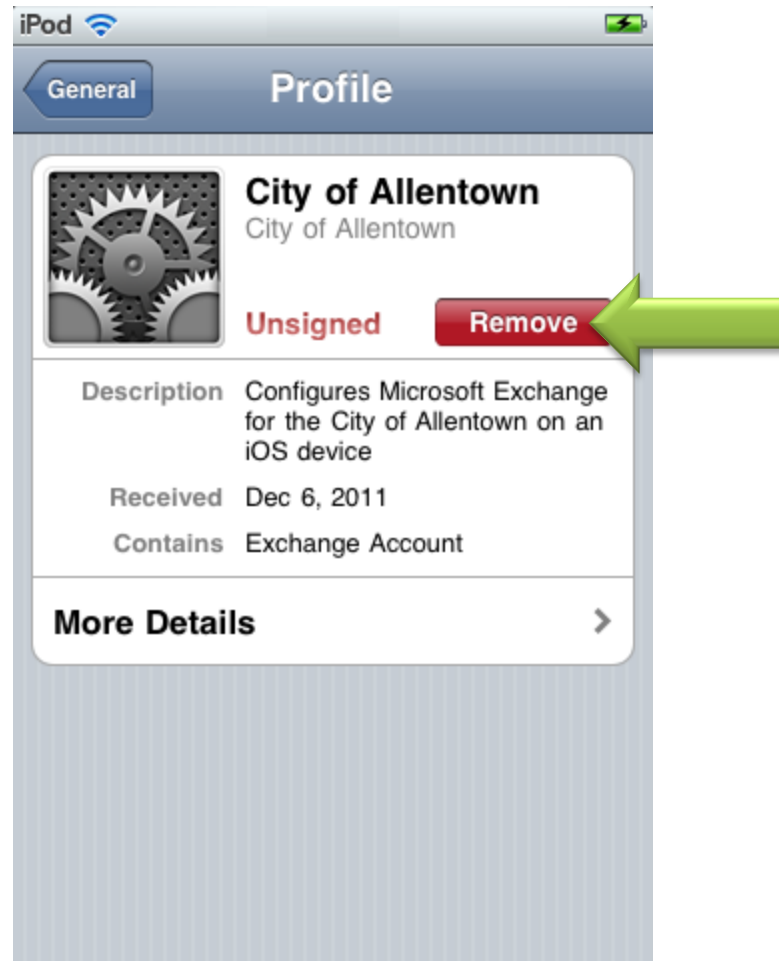 iPod
General
Profile
City of Allentown
City of Allentown
Unsigned
Remove
Description
Configures Microsoft Exchange
for the City of Allentown on an
iOS device
Received
Dec 6, 2011
Contains
Exchange Account
More Details